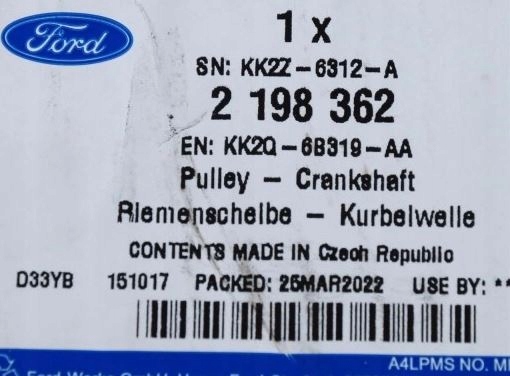 Ford
1 x
SN: KK2Z-6312-A
2 198 362
EN: KK2Q-6B319-AA
Pulley - Crankshaft
Riemenscheibe - Kurbelwelle
CONTENTS MADE IN Czech Republic
D33YB 151017 PACKED: 25MAR2022 USE BY: **
A4LPMS NO. M